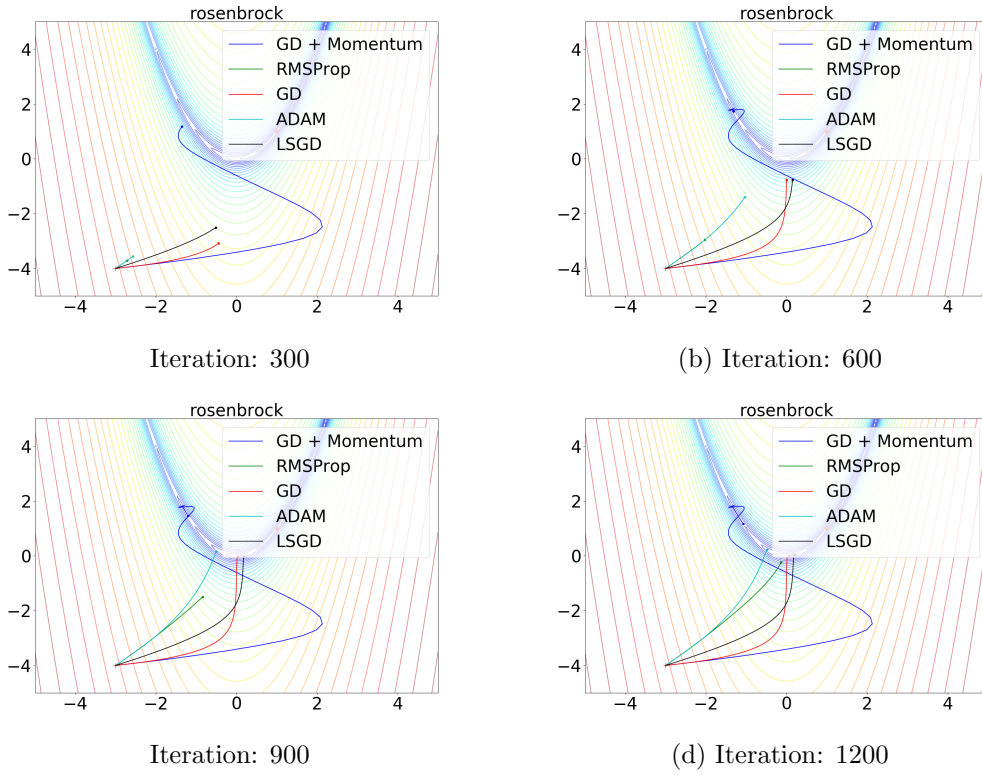 rosenbrock
4
2
0
−2
−4
−4 −2 0 2 4
GD + Momentum
RMSProp
GD
ADAM
LSGD
Iteration: 300
rosenbrock
4
2
0
−2
−4
−4 −2 0 2 4
GD + Momentum
RMSProp
GD
ADAM
LSGD
(b) Iteration: 600
rosenbrock
4
2
0
−2
−4
−4 −2 0 2 4
GD + Momentum
RMSProp
GD
ADAM
LSGD
Iteration: 900
rosenbrock
4
2
0
−2
−4
−4 −2 0 2 4
GD + Momentum
RMSProp
GD
ADAM
LSGD
(d) Iteration: 1200